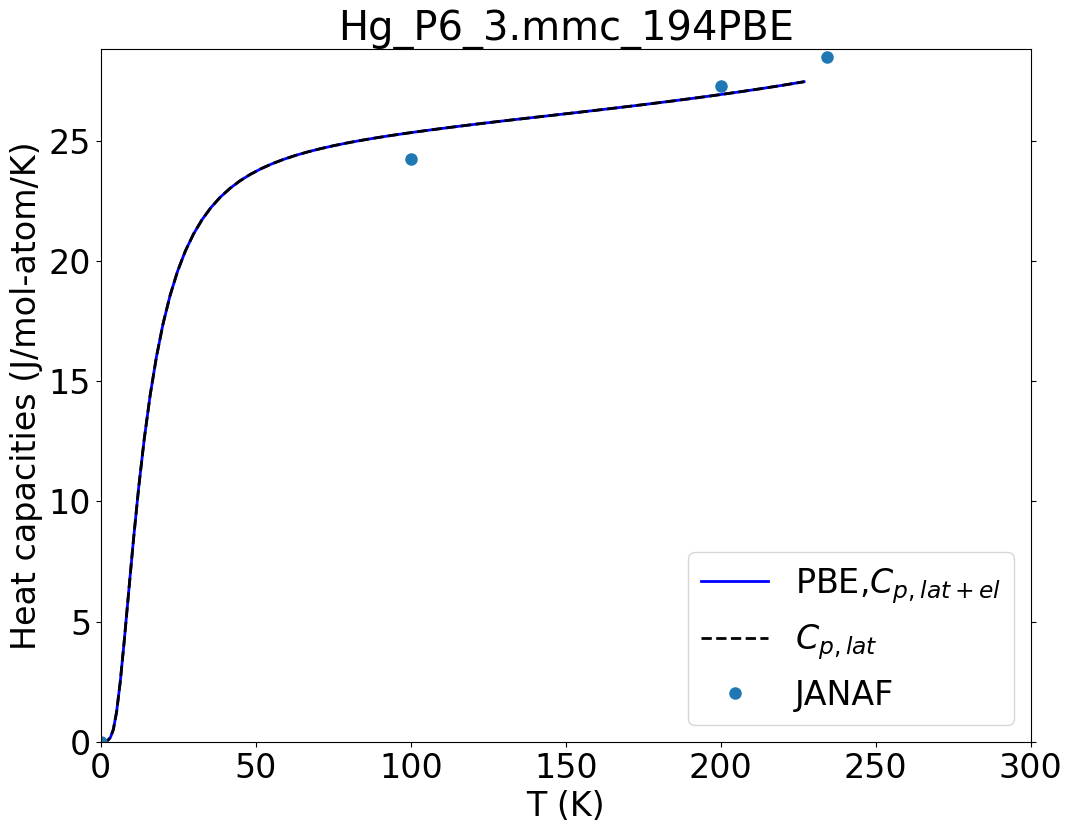 Hg_P6_3.mmc_194PBE
Heat capacities (J/mol-atom/K)
25
20
15
10
5
0
0 50 100 150 200 250 300
T (K)
PBE,C_{p, lat + el}
C_{p, lat}
JANAF